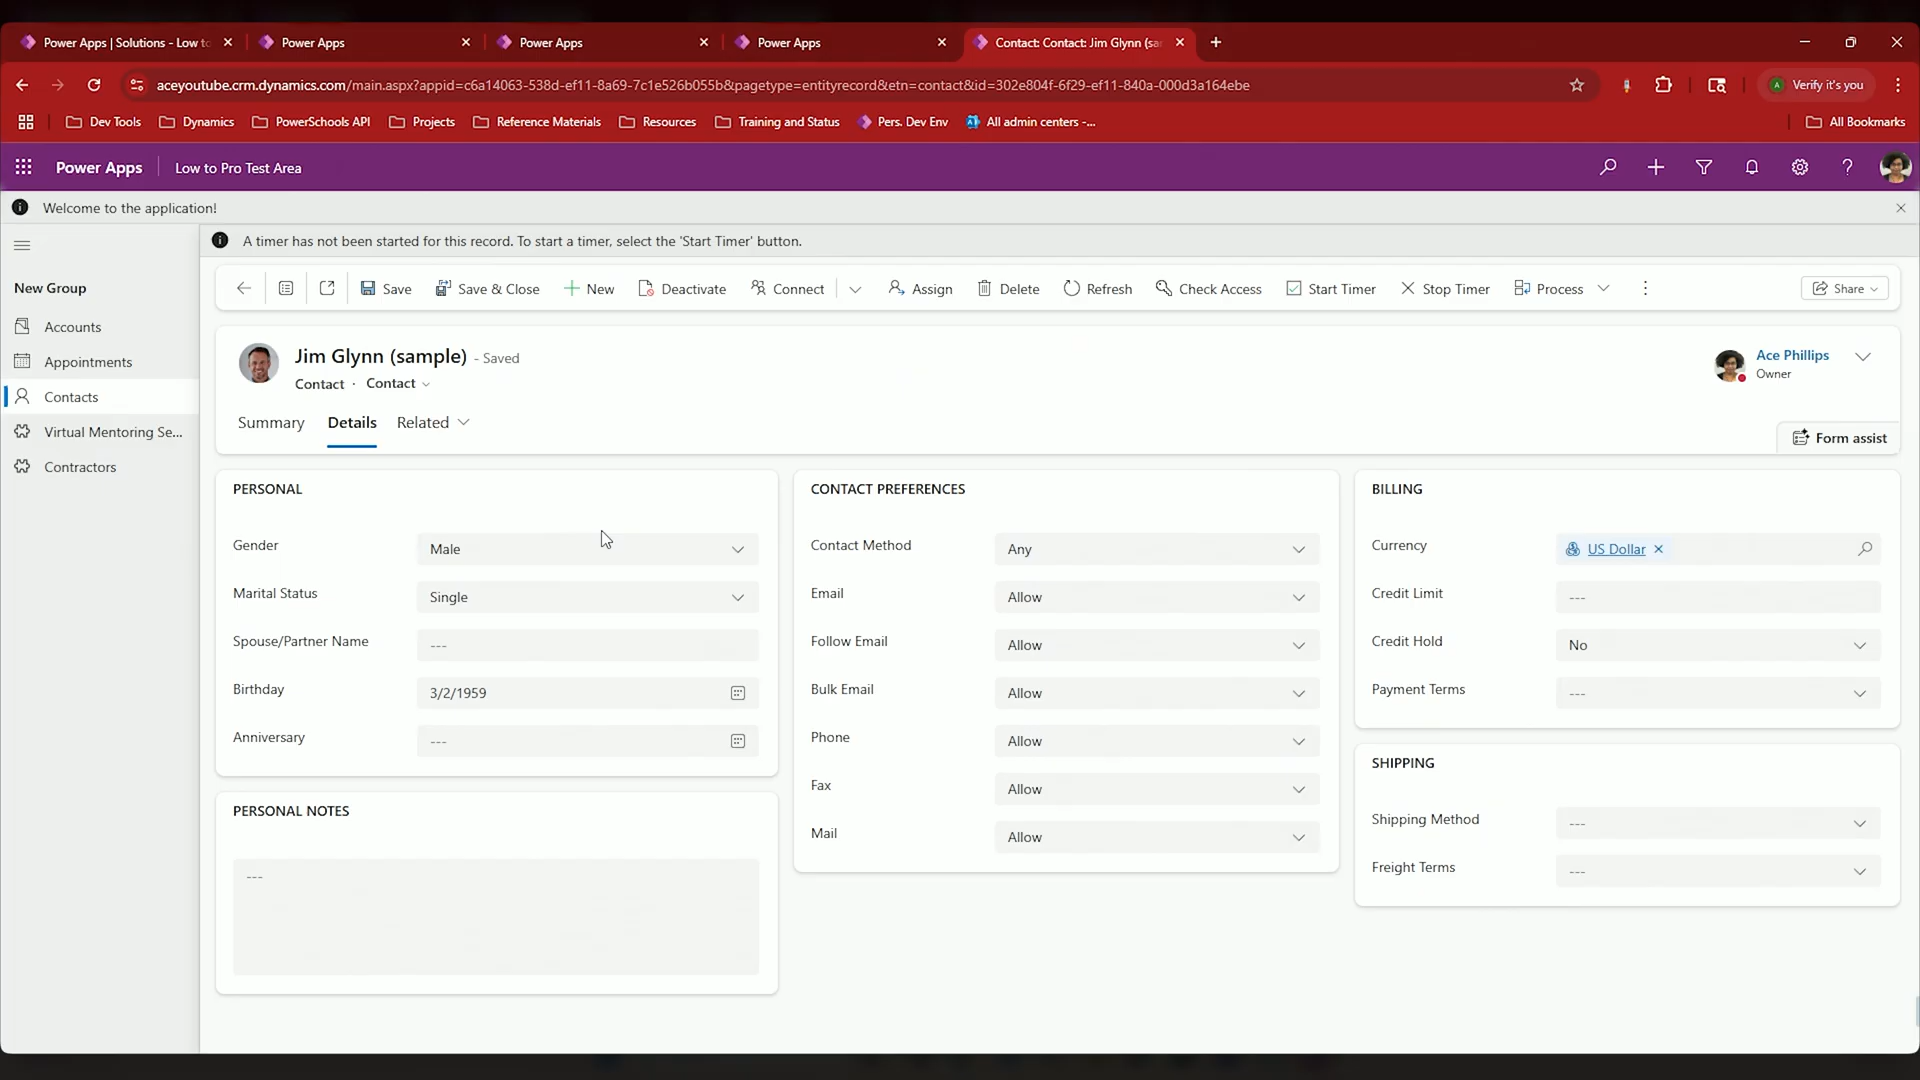 Power Apps | Solutions - Low to
Power Apps
Power Apps
Power Apps
Contact: Contact: Jim Glynn (sa
aceyoutube.crm.dynamics.com/main.aspx?appid=c6a14063-538d-ef11-8a69-7c1e526b055b&pagetype=entityrecord&etn=contact&id=302e804f-6f29-ef11-840a-000d3a164ebe
A Verify it's you
Dev Tools
Dynamics
PowerSchools API
Projects
Reference Materials
Resources
Training and Status
Pers. Dev Env
All admin centers -...
All Bookmarks
Power Apps
Low to Pro Test Area
Welcome to the application!
A timer has not been started for this record. To start a timer, select the 'Start Timer' button.
New Group
Accounts
Appointments
Contacts
Virtual Mentoring Se...
Contractors
Save
Save & Close
New
Deactivate
Connect
Assign
Delete
Refresh
Check Access
Start Timer
Stop Timer
Process
Share
Jim Glynn (sample) - Saved
Contact · Contact
Ace Phillips
Owner
Summary
Details
Related
Form assist
PERSONAL
Gender
Male
Marital Status
Single
Spouse/Partner Name
---
Birthday
3/2/1959
Anniversary
---
PERSONAL NOTES
---
CONTACT PREFERENCES
Contact Method
Any
Email
Allow
Follow Email
Allow
Bulk Email
Allow
Phone
Allow
Fax
Allow
Mail
Allow
BILLING
Currency
US Dollar
Credit Limit
---
Credit Hold
No
Payment Terms
---
SHIPPING
Shipping Method
---
Freight Terms
---